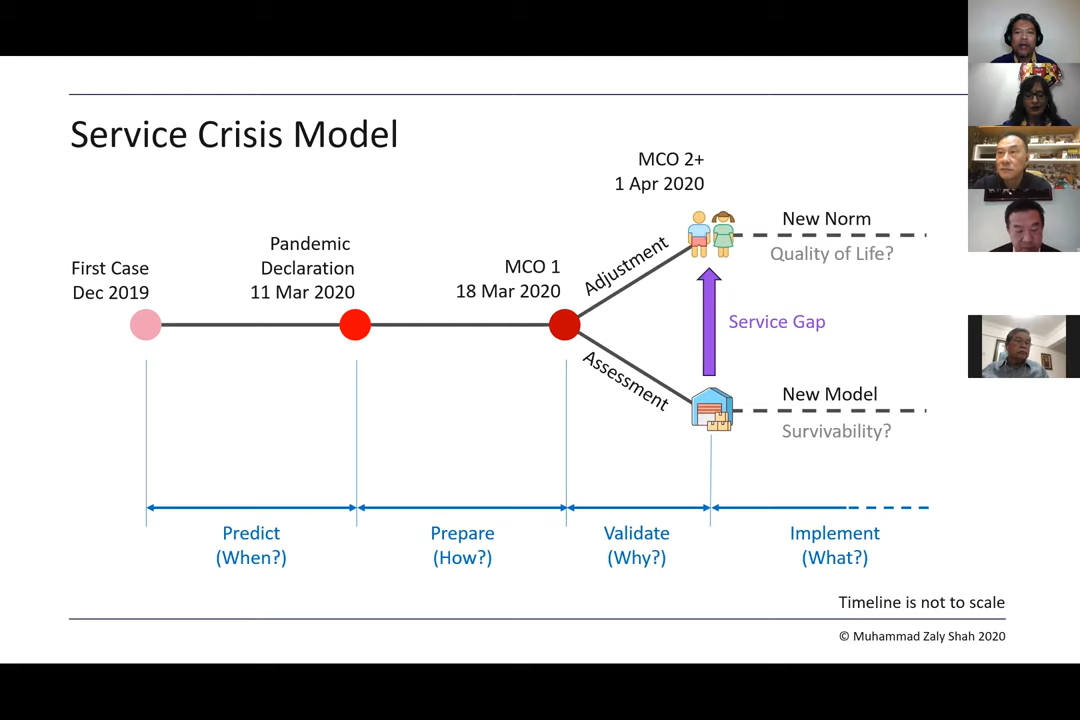 Service Crisis Model
MCO 2+
1 Apr 2020
New Norm
Quality of Life?
Pandemic
Declaration
11 Mar 2020
First Case
Dec 2019
MCO 1
18 Mar 2020
Adjustment
Service Gap
Assessment
New Model
Survivability?
Predict
(When?)
Prepare
(How?)
Validate
(Why?)
Implement
(What?)
Timeline is not to scale
© Muhammad Zaly Shah 2020